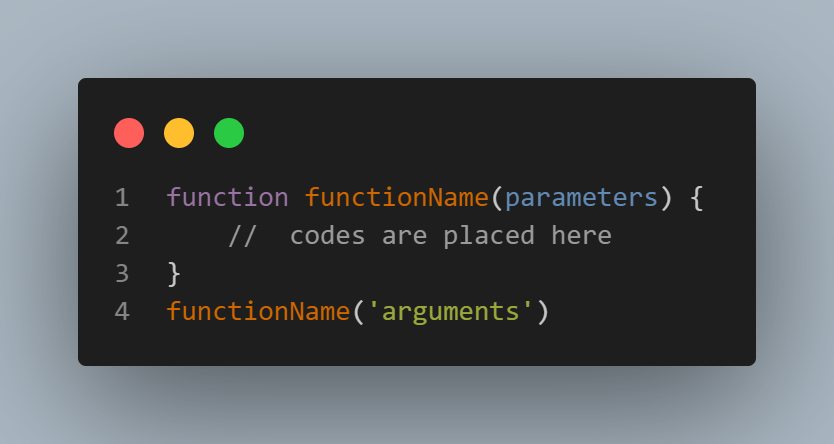 1 function functionName(parameters) {
2 //  codes are placed here
3 }
4 functionName('arguments')